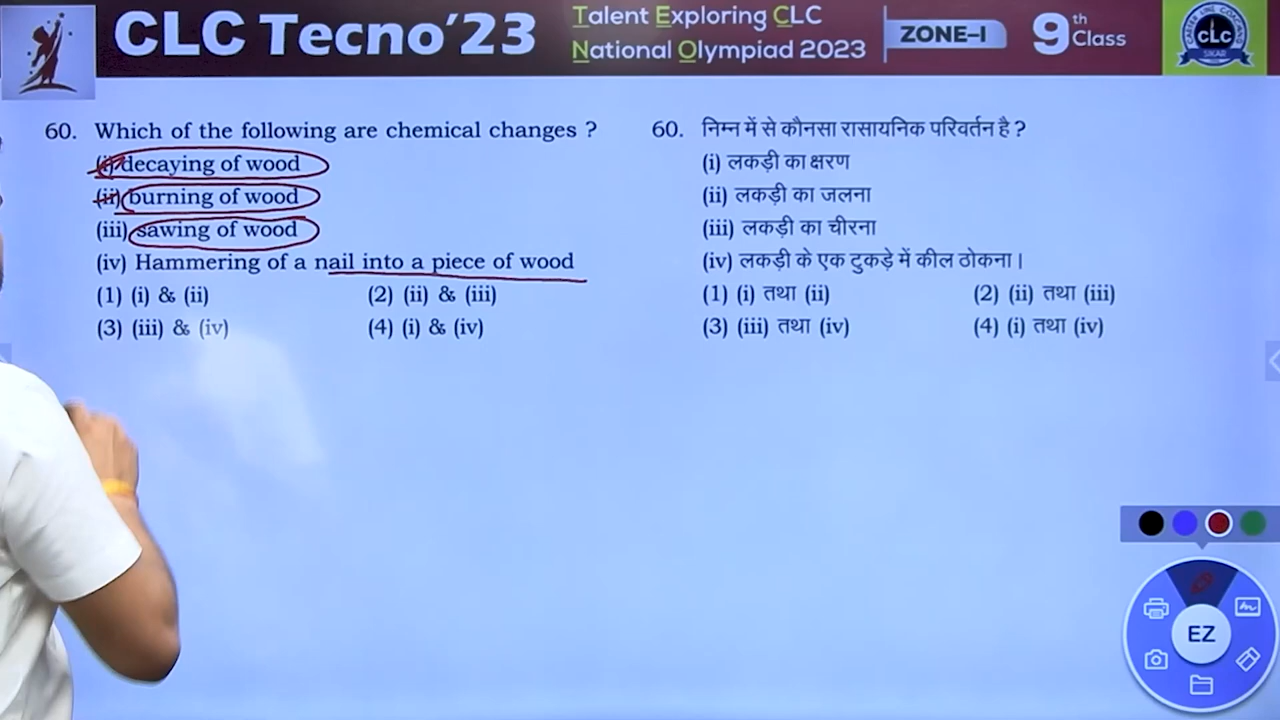 CLC Tecno'23
Talent Exploring CLC
National Olympiad 2023
ZONE-I
9th Class
CLC
SIKAR
60. Which of the following are chemical changes ?
(i) decaying of wood
(ii) burning of wood
(iii) sawing of wood
(iv) Hammering of a nail into a piece of wood
(1) (i) & (ii) (2) (ii) & (iii)
(3) (iii) & (iv) (4) (i) & (iv)
60. निम्न में से कौनसा रासायनिक परिवर्तन है ?
(i) लकड़ी का क्षरण
(ii) लकड़ी का जलना
(iii) लकड़ी का चीरना
(iv) लकड़ी के एक टुकड़े में कील ठोकना।
(1) (i) तथा (ii) (2) (ii) तथा (iii)
(3) (iii) तथा (iv) (4) (i) तथा (iv)
EZ